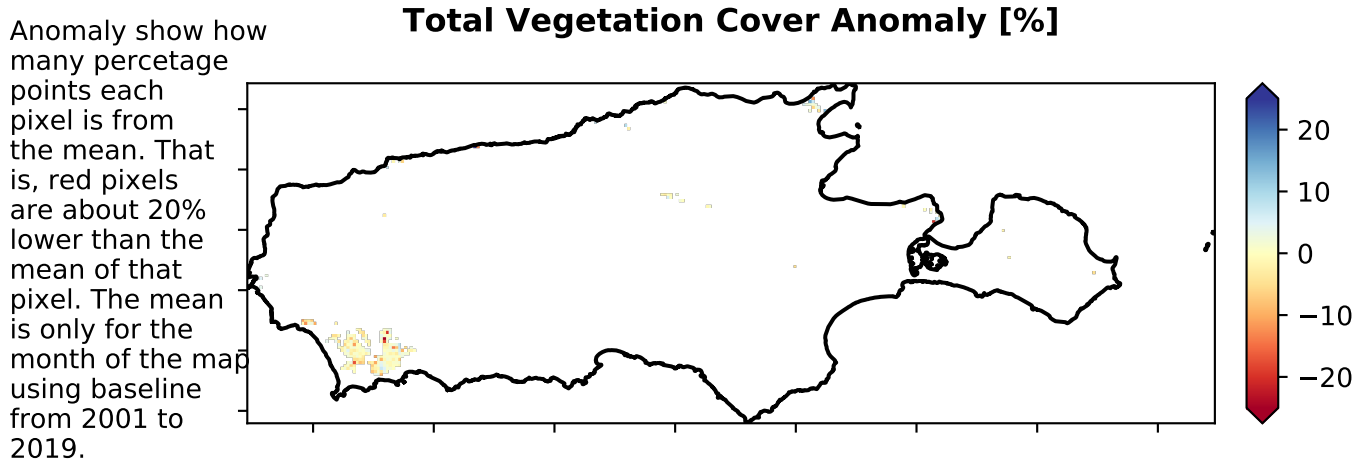 Total Vegetation Cover Anomaly [%]
Anomaly show how
many percetage
points each
pixel is from
the mean. That
is, red pixels
are about 20%
lower than the
mean of that
pixel. The mean
is only for the
month of the map
using baseline
from 2001 to
2019.
20
10
0
−10
−20